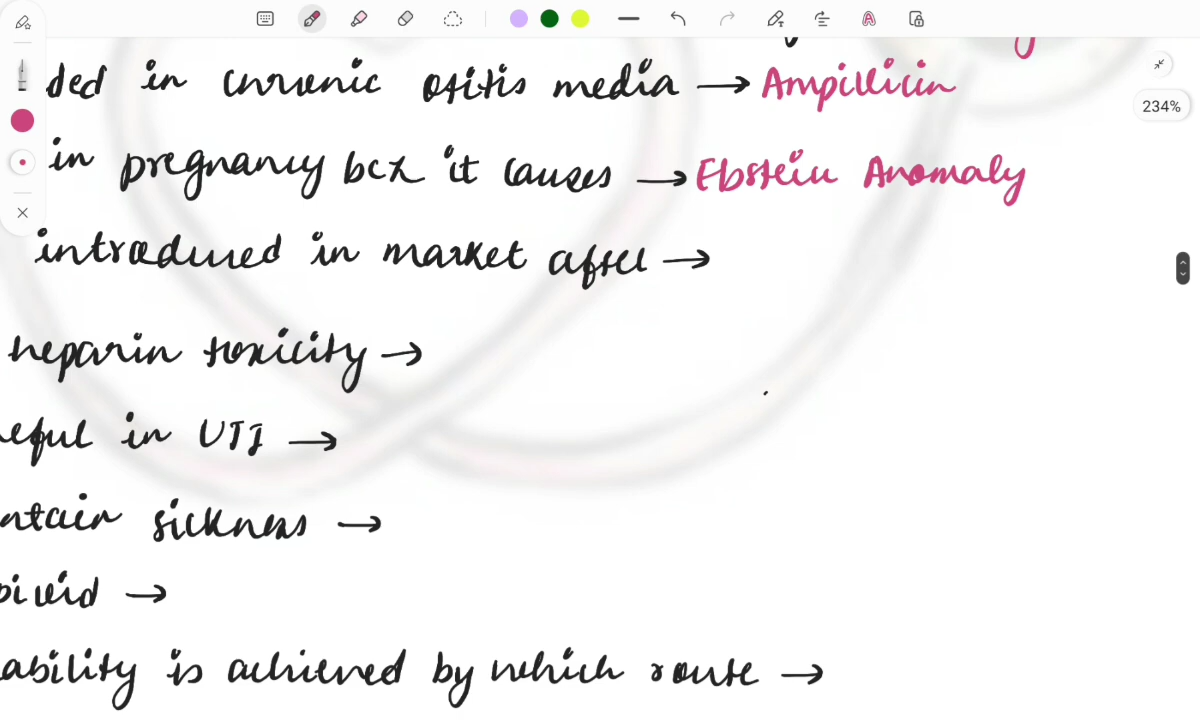 234%
ded in chronic otitis media → Ampicillin
in pregnancy bcz it causes → Ebstein Anomaly
introduced in market after →
heparin toxicity →
eful in UTI →
ntain sickness →
→
ability is achieved by which route →